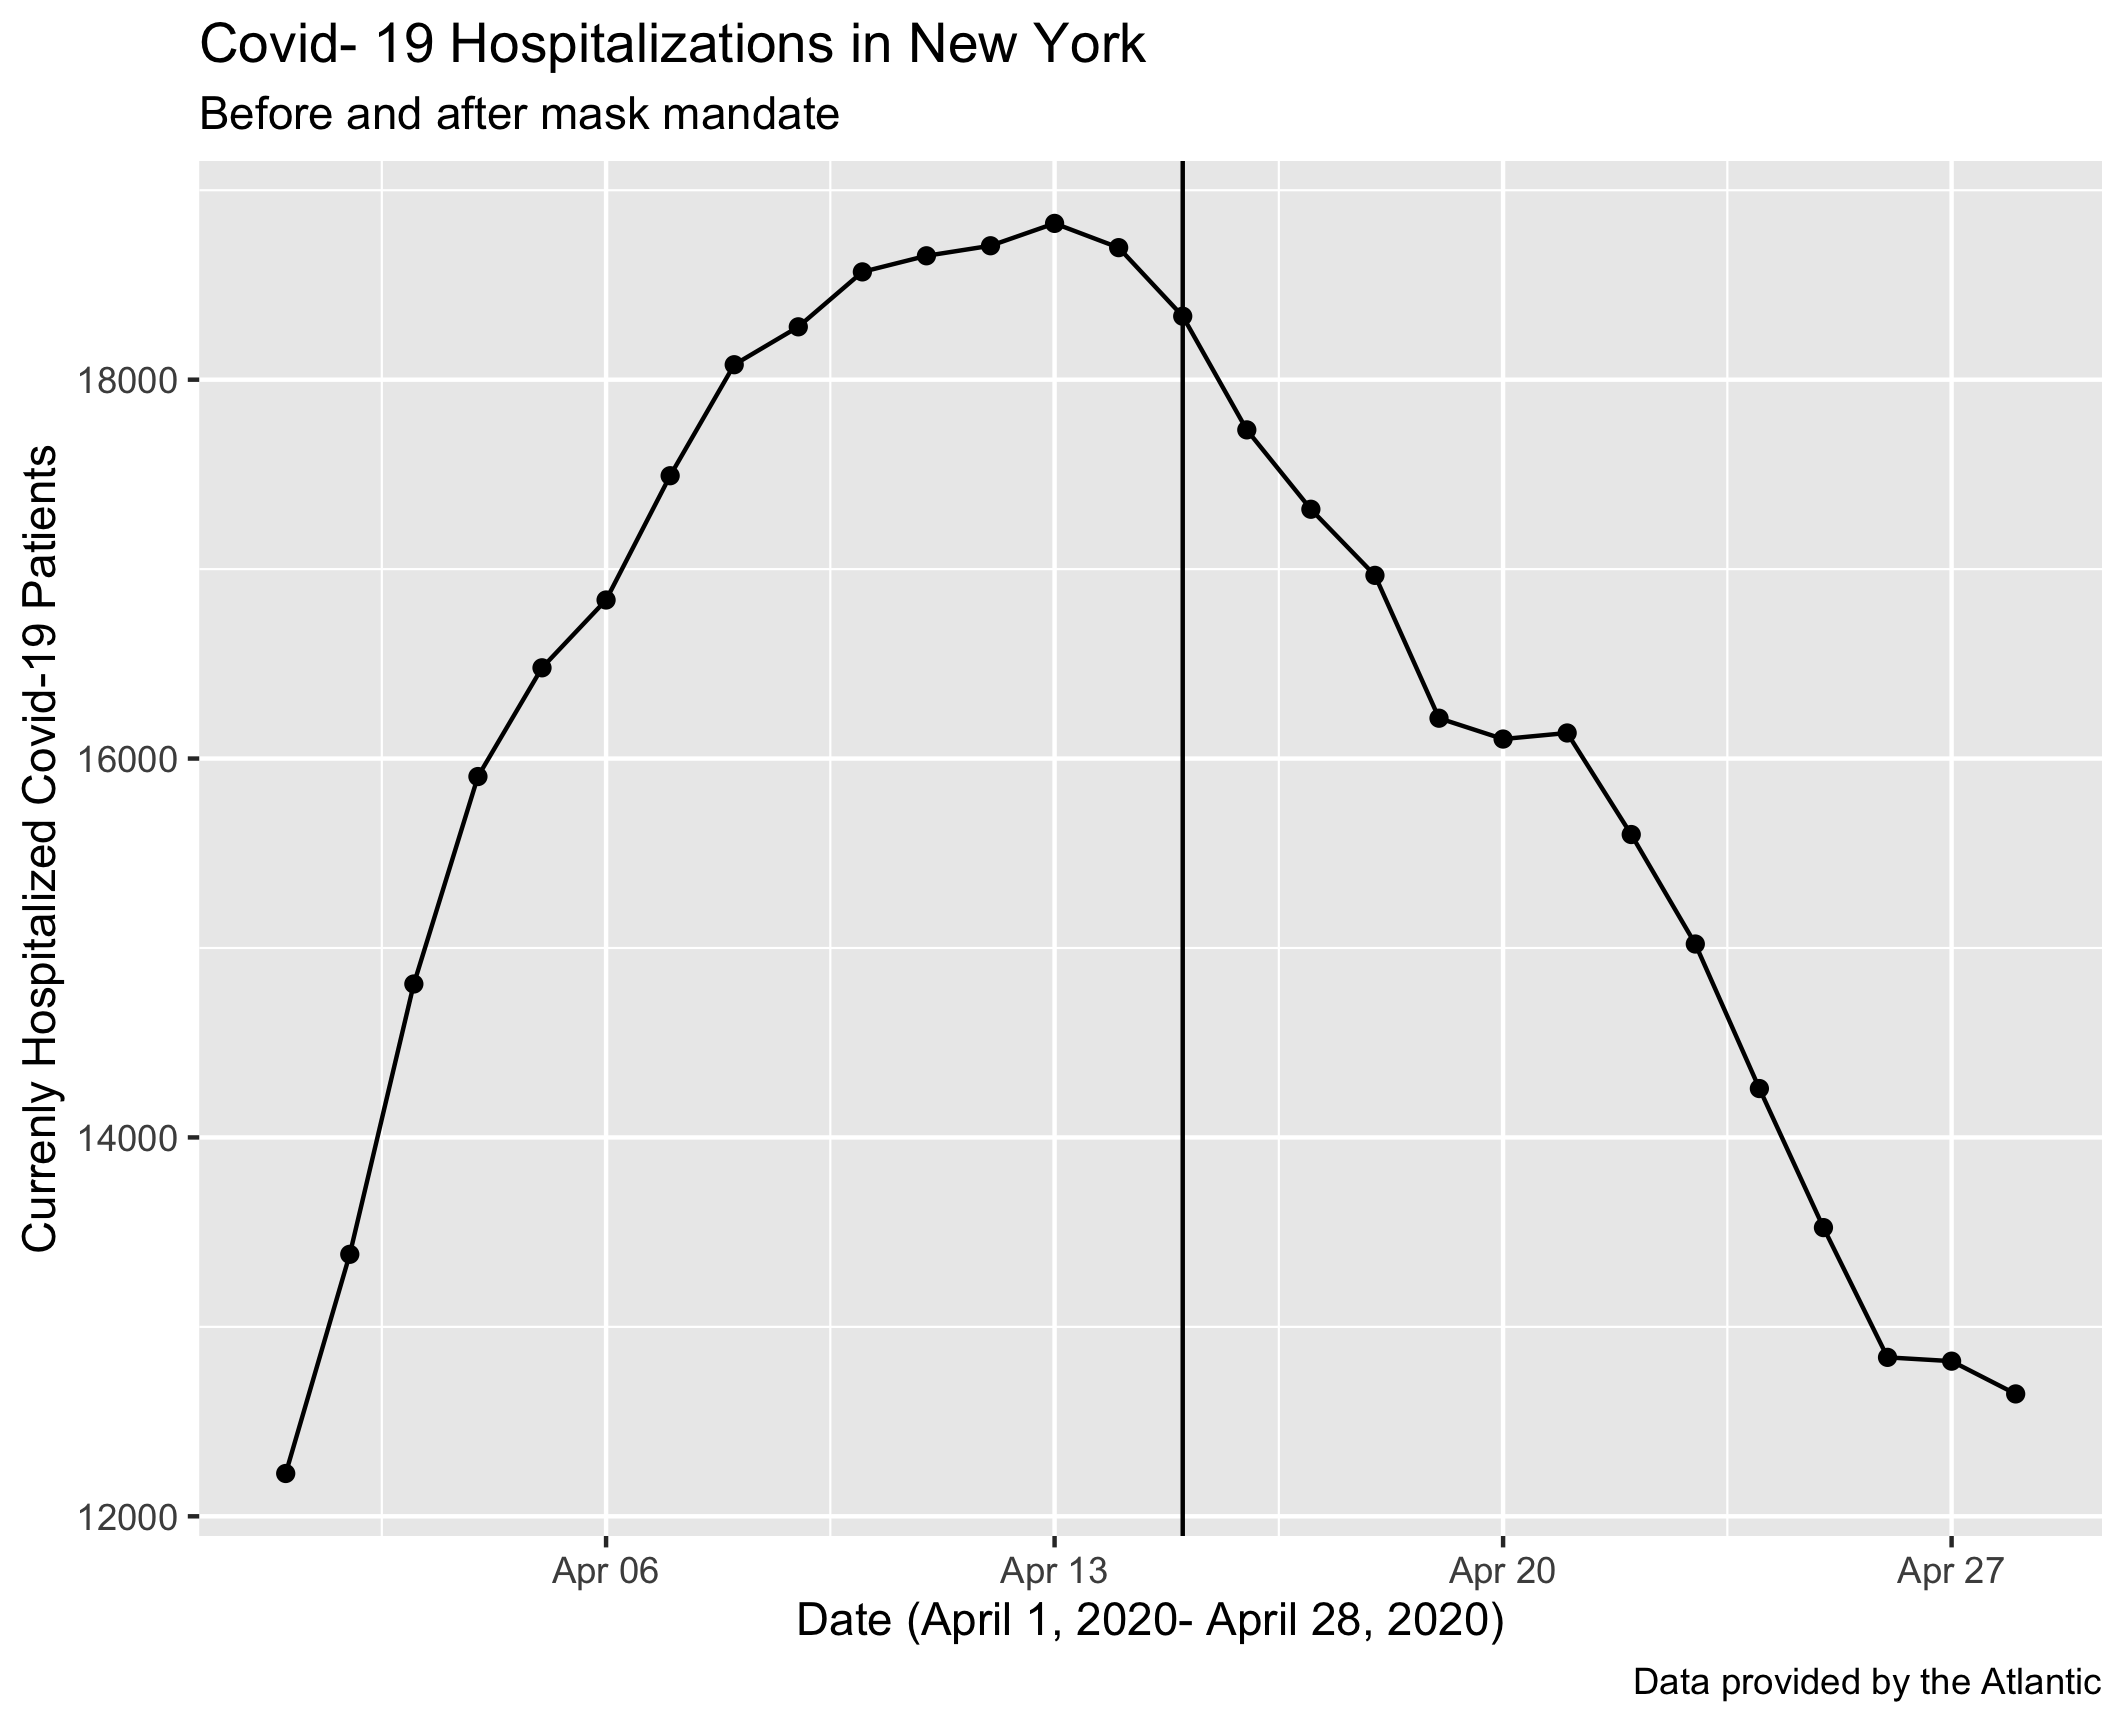 Covid- 19 Hospitalizations in New York
Before and after mask mandate
Currenly Hospitalized Covid-19 Patients
18000
16000
14000
12000
Apr 06
Apr 13
Apr 20
Apr 27
Date (April 1, 2020- April 28, 2020)
Data provided by the Atlantic